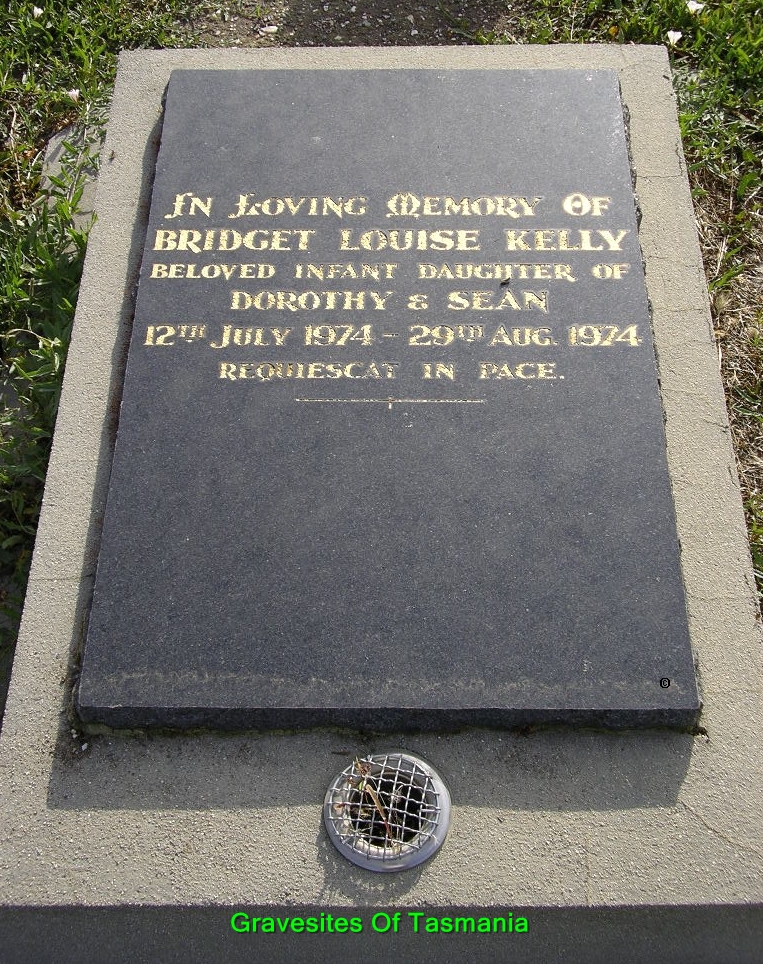 In Loving Memory Of
BRIDGET LOUISE KELLY
BELOVED INFANT DAUGHTER OF
DOROTHY & SEAN
12TH JULY 1974 - 29TH AUG. 1974
REQUIESCAT IN PACE.
©
Gravesites Of Tasmania